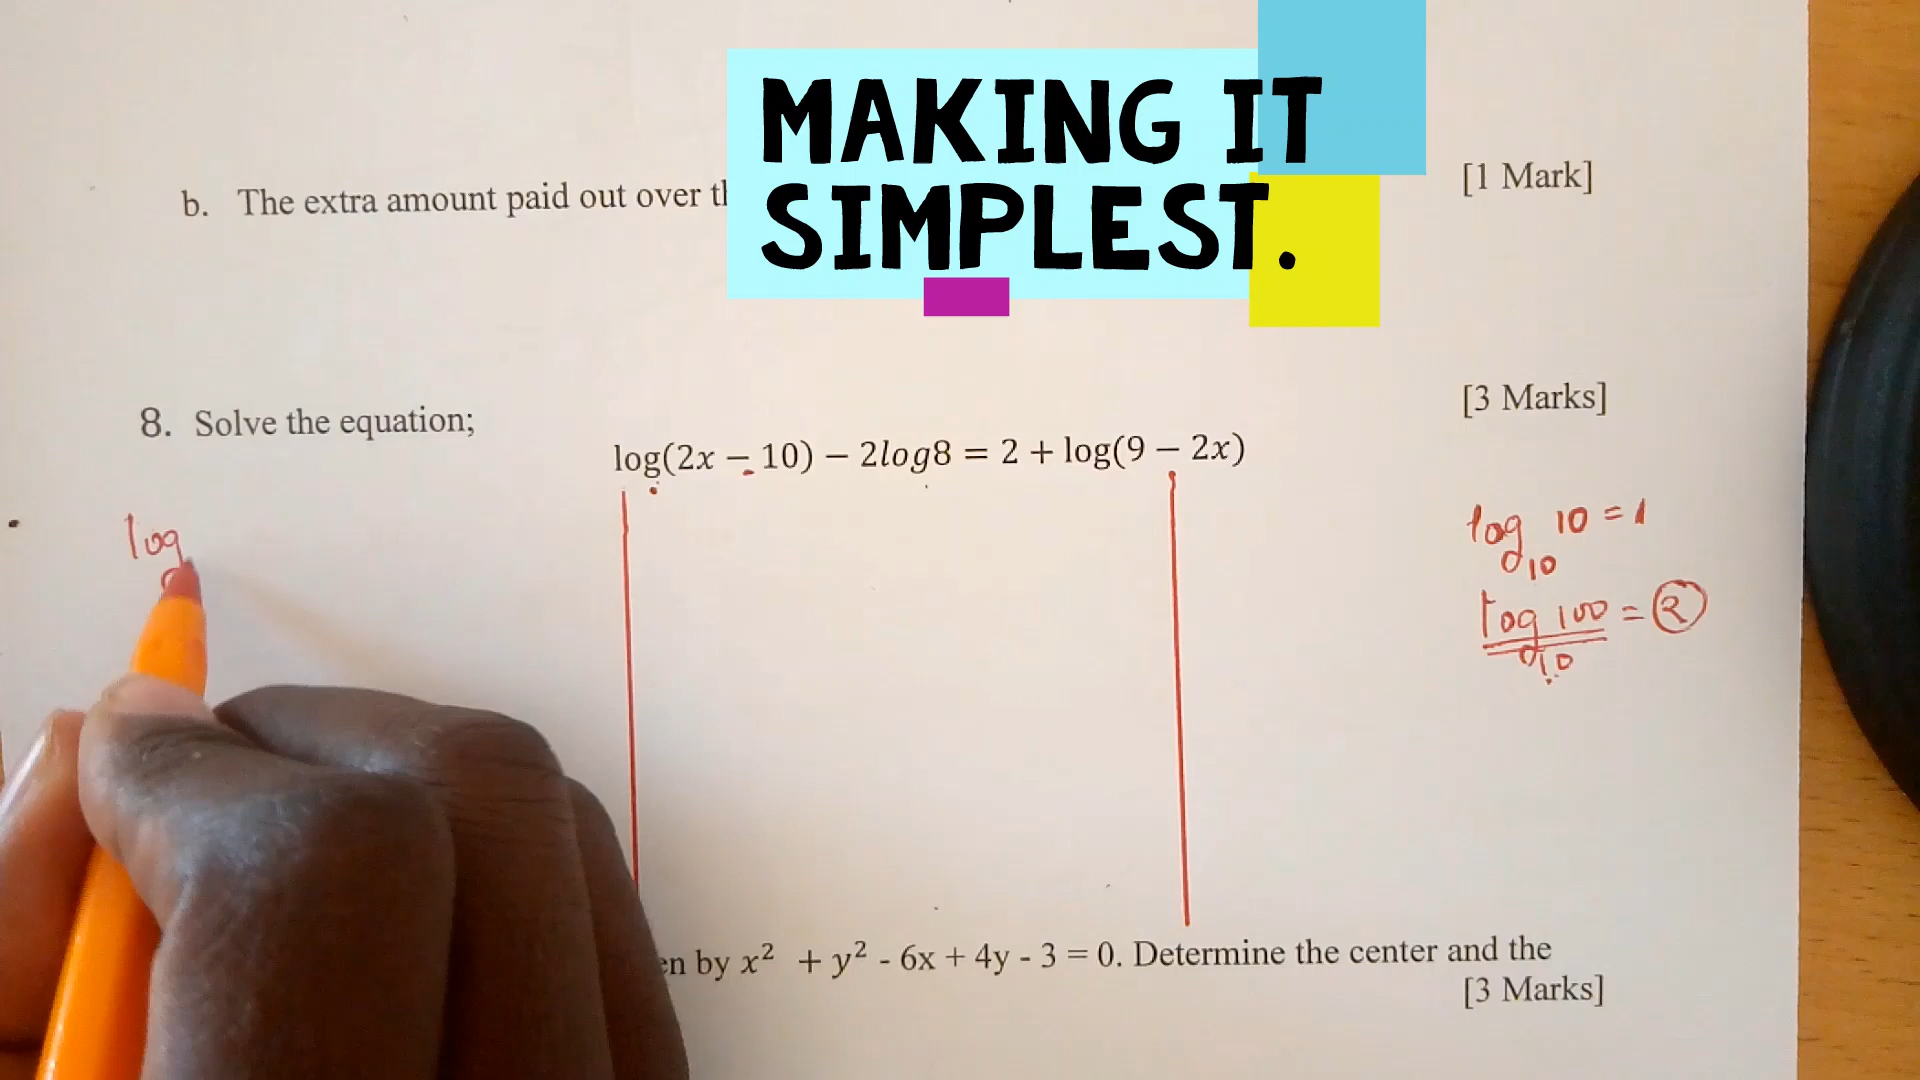 MAKING IT
SIMPLEST.
b. The extra amount paid out over
[1 Mark]
8. Solve the equation;
[3 Marks]
log(2x − 10) − 2log8 = 2 + log(9 − 2x)
log
log₁₀ 10 = 1
log₁₀ 100 = 2
by x² + y² - 6x + 4y - 3 = 0. Determine the center and the
[3 Marks]